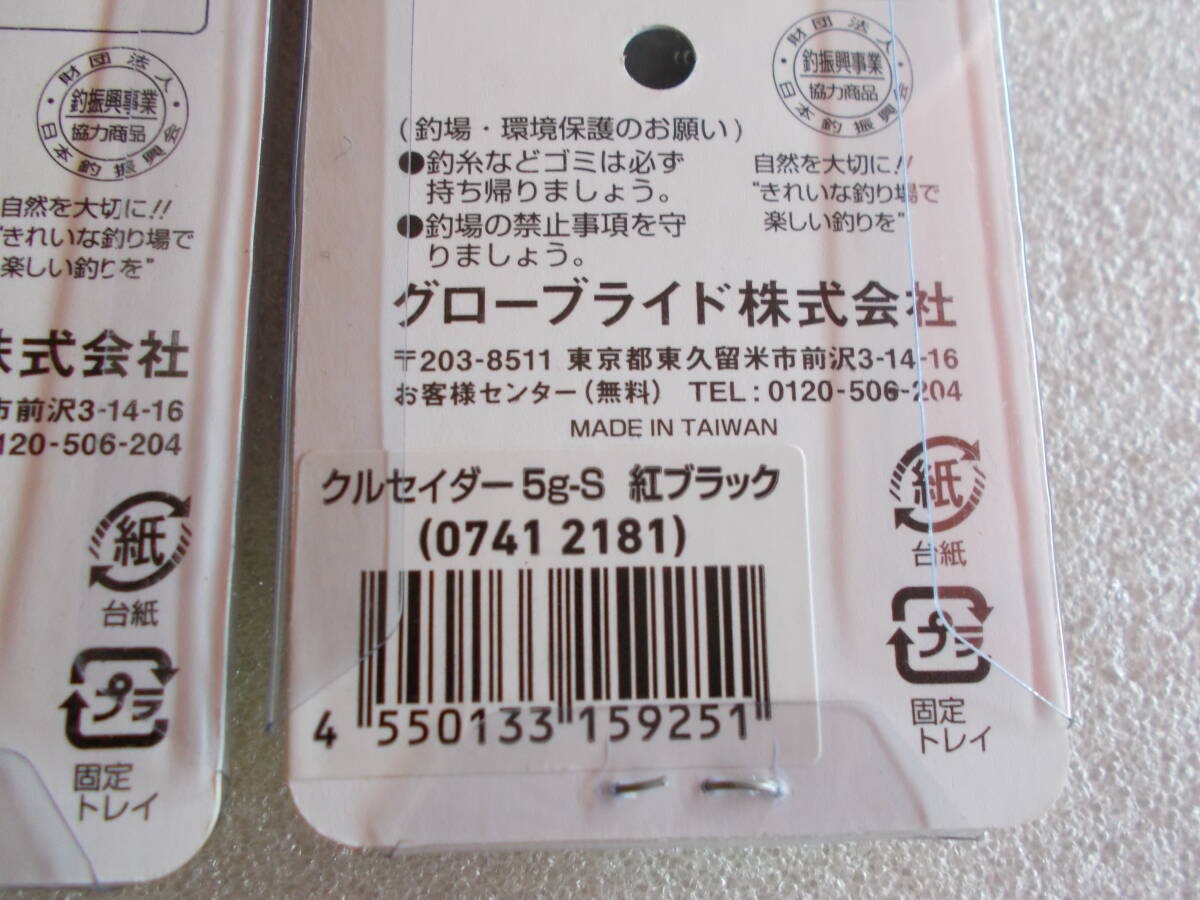 財団法人
釣振興事業
協力商品
日本釣振興会
自然を大切に!!
"きれいな釣り場で
楽しい釣りを"
株式会社
市前沢3-14-16
0120-506-204
紙
台紙
プラ
固定
トレイ
財団法人
釣振興事業
協力商品
日本釣振興会
(釣場・環境保護のお願い)
●釣糸などゴミは必ず
持ち帰りましょう。
●釣場の禁止事項を守
りましょう。
自然を大切に!!
"きれいな釣り場で
楽しい釣りを"
グローブライド株式会社
〒203-8511 東京都東久留米市前沢3-14-16
お客様センター(無料) TEL:0120-506-204
MADE IN TAIWAN
クルセイダー5g-S 紅ブラック
(0741 2181)
4 550133 159251
紙
台紙
プラ
固定
トレイ